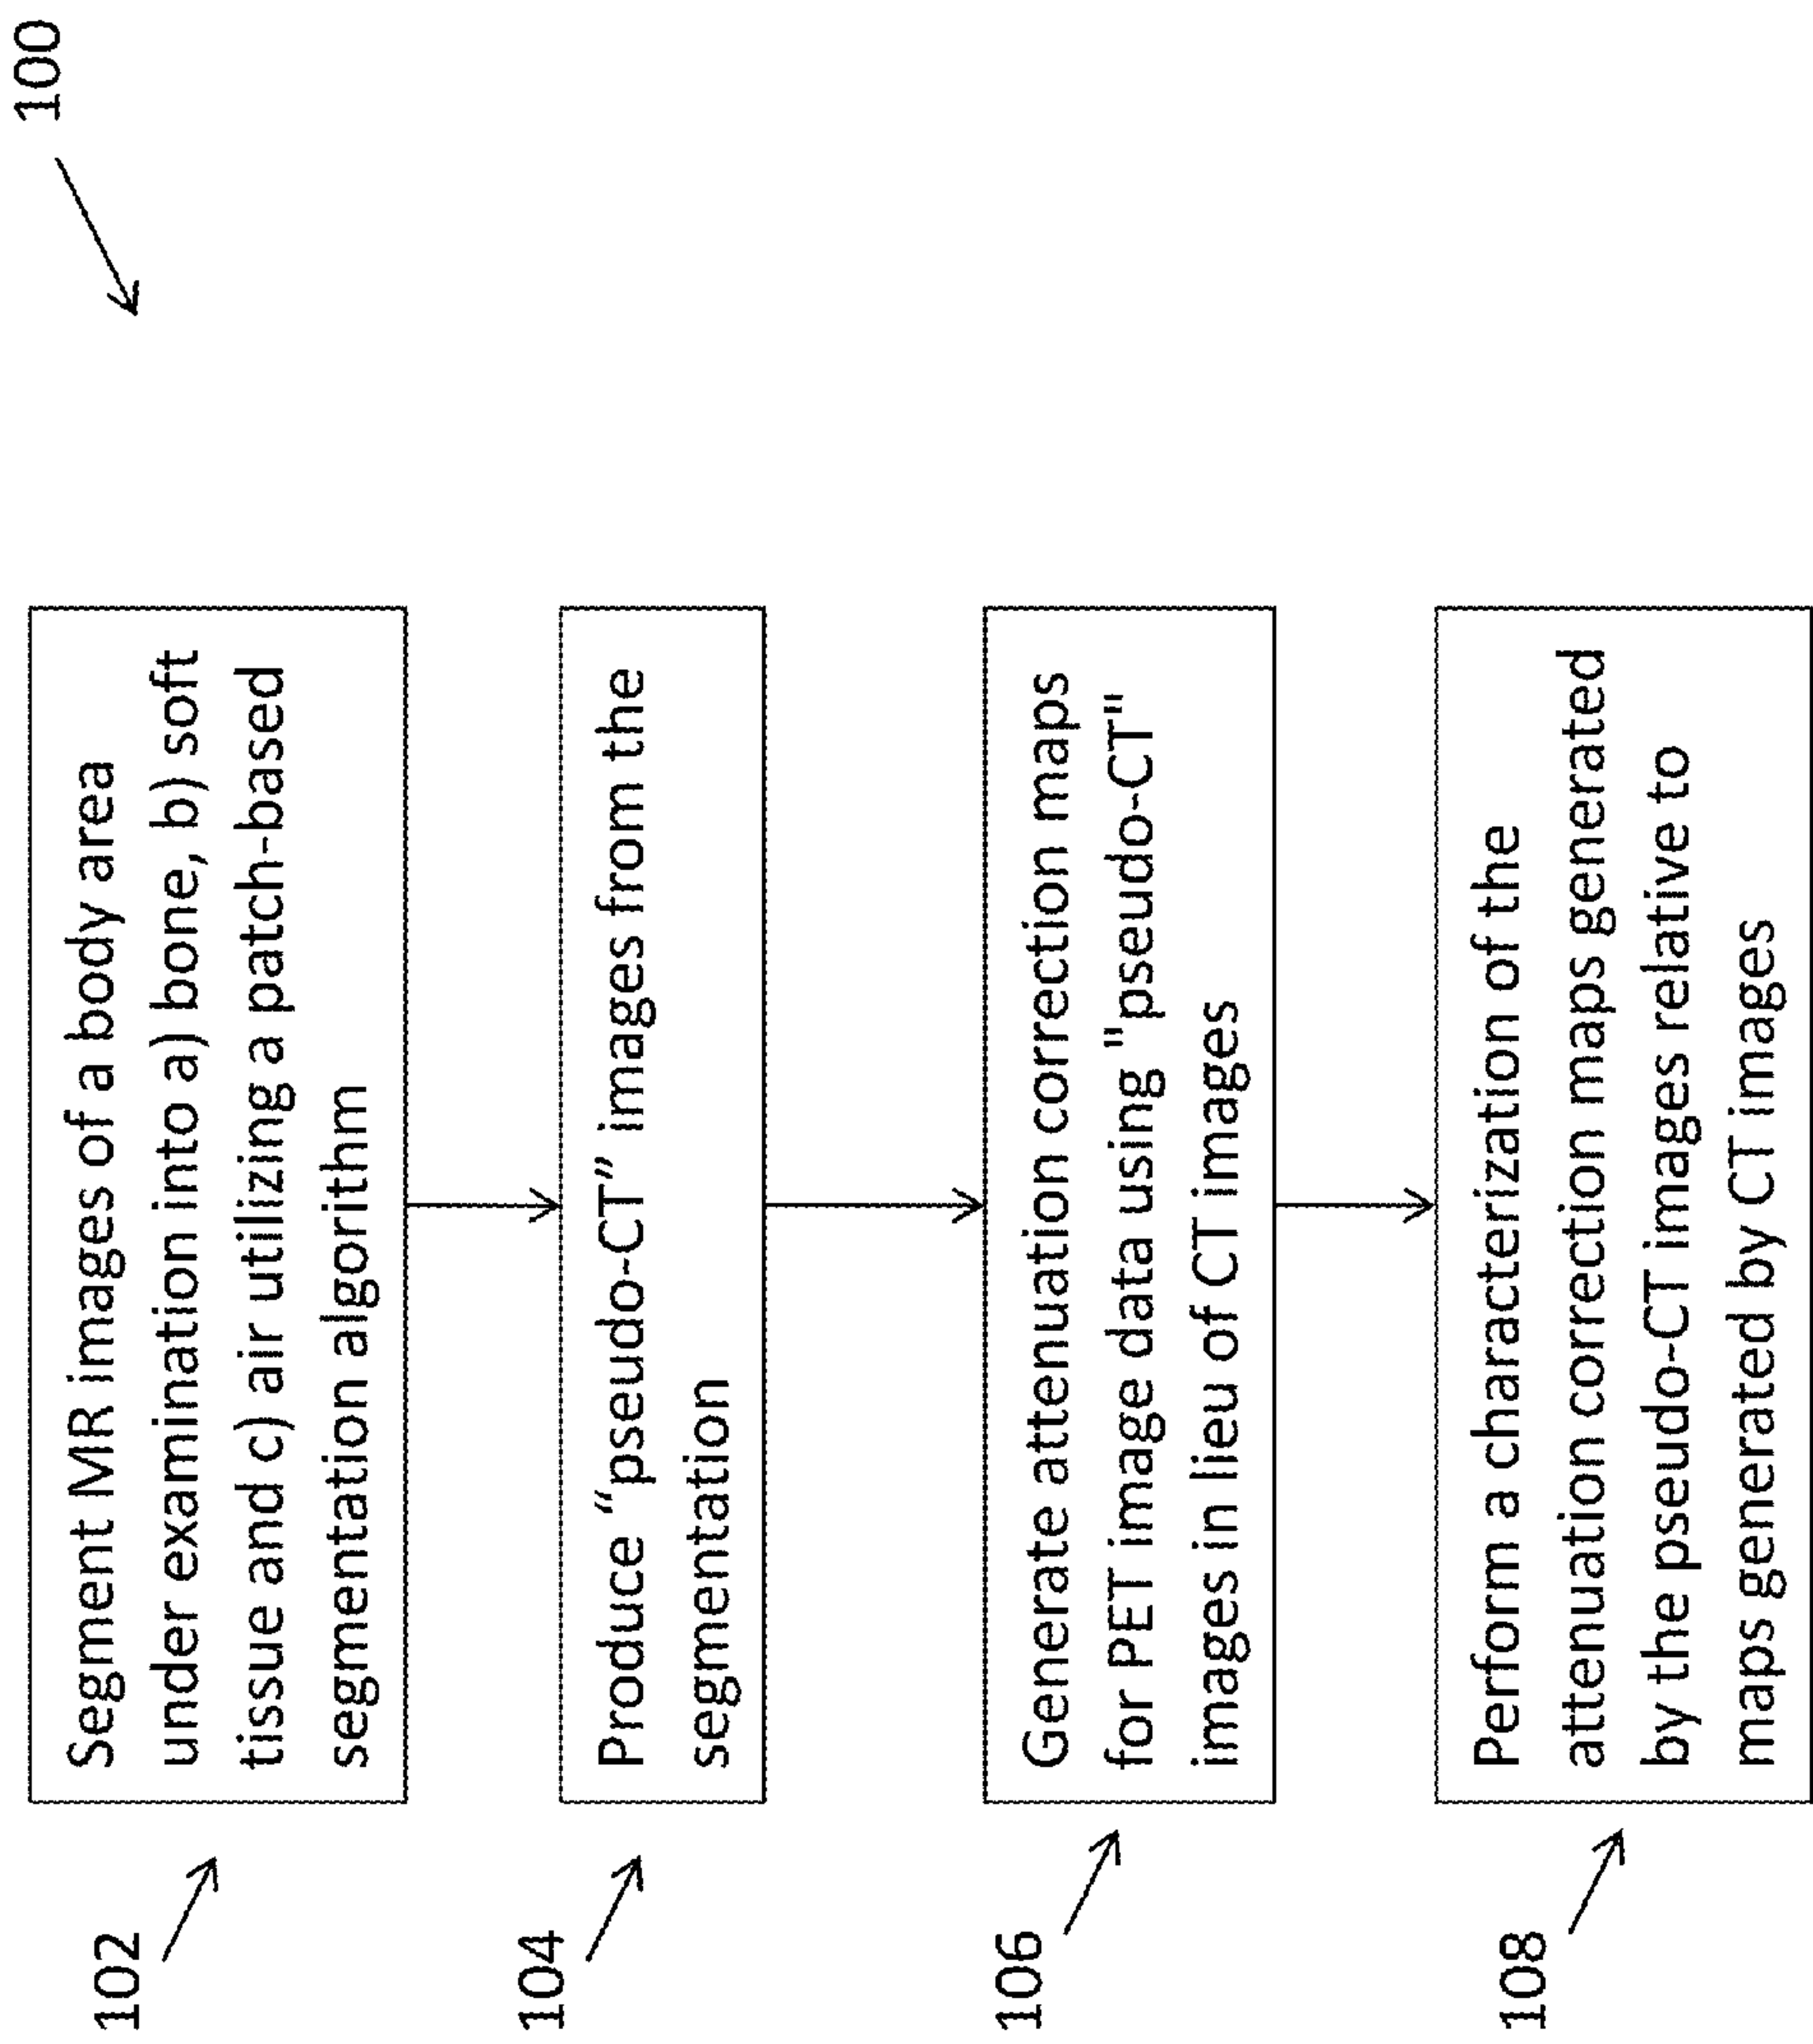 100
102
Segment MR images of a body area
under examination into a) bone, b) soft
tissue and c) air utilizing a patch-based
segmentation algorithm
104
Produce “pseudo-CT” images from the
segmentation
106
Generate attenuation correction maps
for PET image data using "pseudo-CT"
images in lieu of CT images
108
Perform a characterization of the
attenuation correction maps generated
by the pseudo-CT images relative to
maps generated by CT images